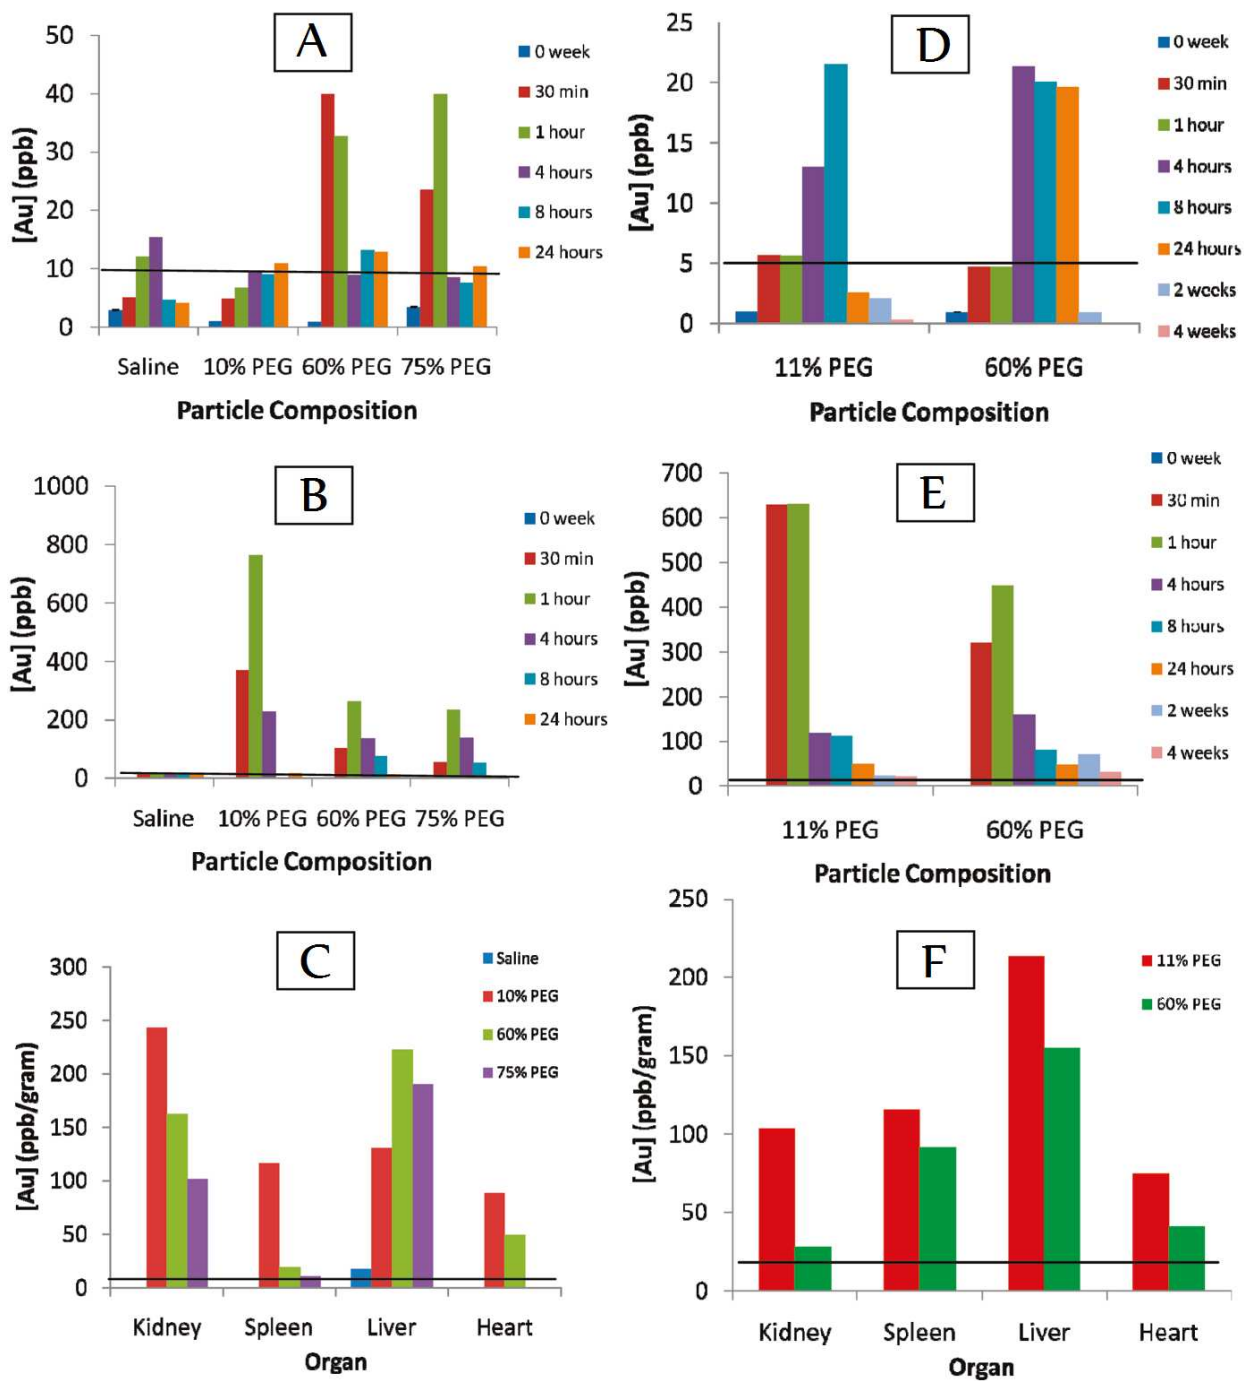 A
50
40
30
20
10
0
[Au] (ppb)
Saline 10% PEG 60% PEG 75% PEG
Particle Composition
0 week
30 min
1 hour
4 hours
8 hours
24 hours
D
25
20
15
10
5
0
[Au] (ppb)
11% PEG 60% PEG
Particle Composition
0 week
30 min
1 hour
4 hours
8 hours
24 hours
2 weeks
4 weeks
B
1000
800
600
400
200
0
[Au] (ppb)
Saline 10% PEG 60% PEG 75% PEG
Particle Composition
0 week
30 min
1 hour
4 hours
8 hours
24 hours
E
700
600
500
400
300
200
100
0
[Au] (ppb)
11% PEG 60% PEG
Particle Composition
0 week
30 min
1 hour
4 hours
8 hours
24 hours
2 weeks
4 weeks
C
300
250
200
150
100
50
0
[Au] (ppb/gram)
Kidney Spleen Liver Heart
Organ
Saline
10% PEG
60% PEG
75% PEG
F
250
200
150
100
50
0
[Au] (ppb/gram)
Kidney Spleen Liver Heart
Organ
11% PEG
60% PEG